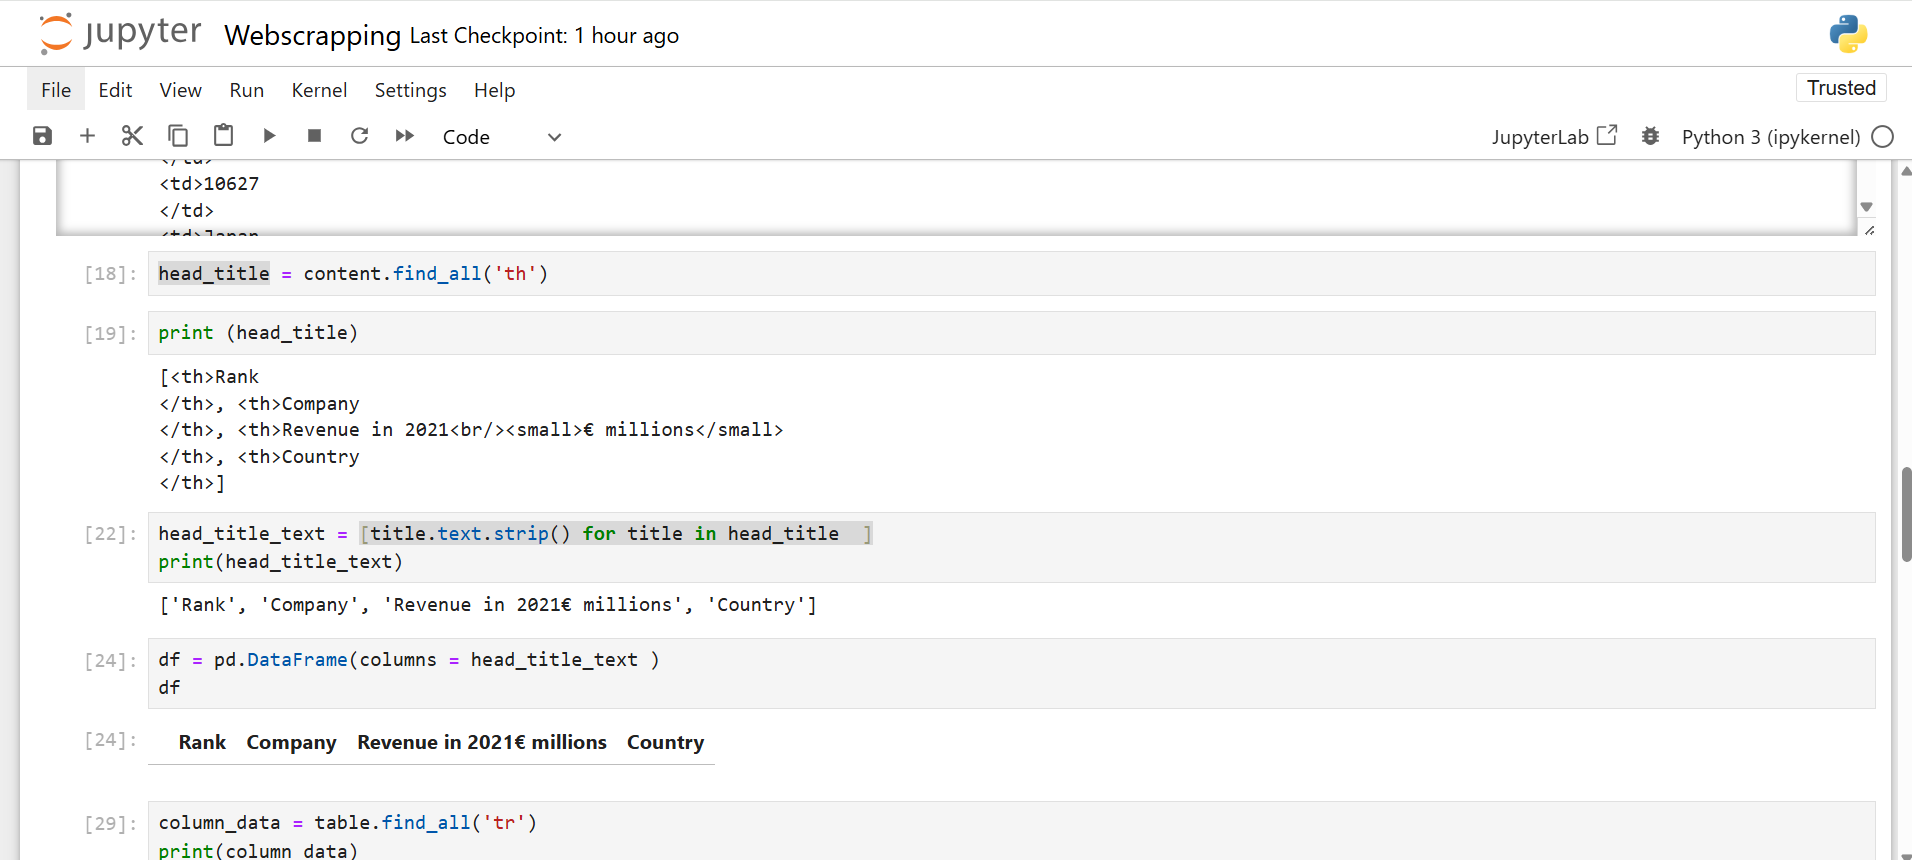 jupyter Webscrapping Last Checkpoint: 1 hour ago
File Edit View Run Kernel Settings Help Trusted
Code JupyterLab Python 3 (ipykernel)
</td>
<td>10627
</td>
<td>Japan
[18]: head_title = content.find_all('th')
[19]: print (head_title)
[<th>Rank
</th>, <th>Company
</th>, <th>Revenue in 2021<br/><small>€ millions</small>
</th>, <th>Country
</th>]
[22]: head_title_text = [title.text.strip() for title in head_title  ]
print(head_title_text)
['Rank', 'Company', 'Revenue in 2021€ millions', 'Country']
[24]: df = pd.DataFrame(columns = head_title_text )
df
[24]: Rank Company Revenue in 2021€ millions Country
[29]: column_data = table.find_all('tr')
print(column_data)